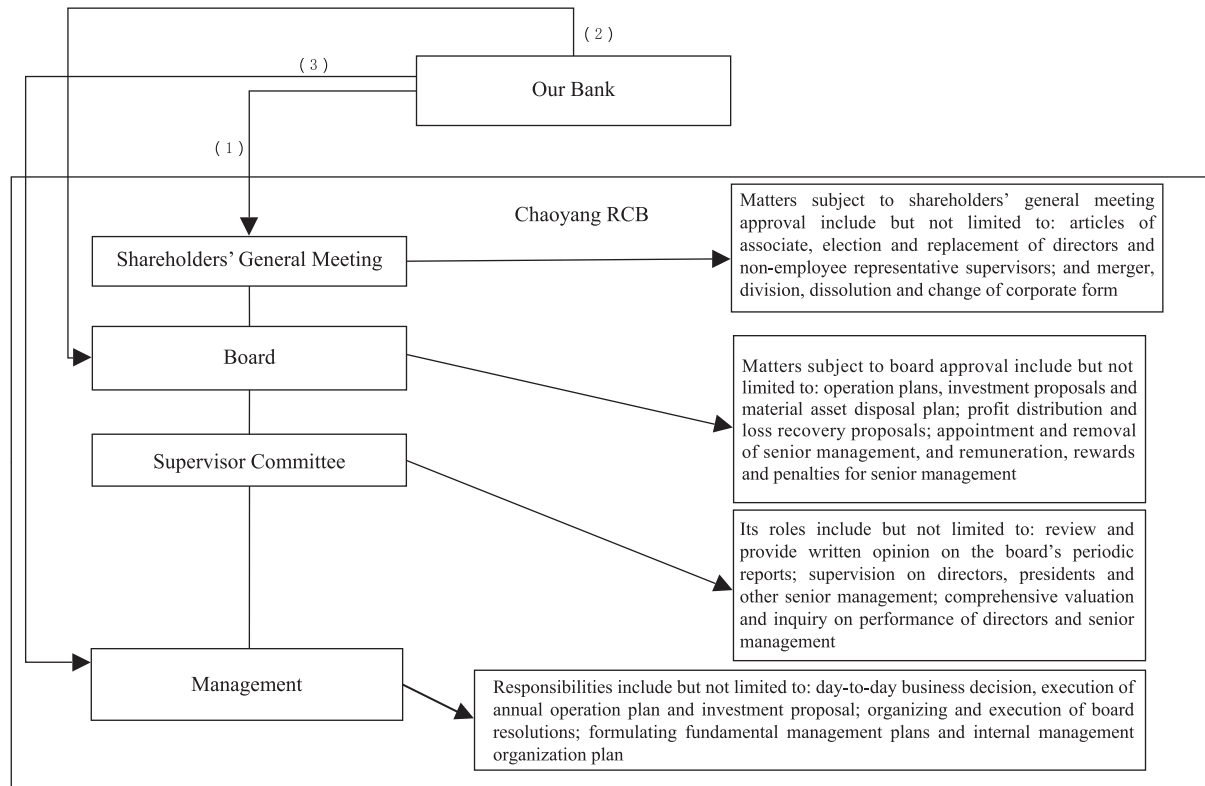 (2)
(3)
Our Bank
(1)
Chaoyang RCB
Shareholders' General Meeting
Matters subject to shareholders' general meeting
approval include but not limited to: articles of
associate, election and replacement of directors and
non-employee representative supervisors; and merger,
division, dissolution and change of corporate form
Board
Matters subject to board approval include but not
limited to: operation plans, investment proposals and
material asset disposal plan; profit distribution and
loss recovery proposals; appointment and removal
of senior management, and remuneration, rewards
and penalties for senior management
Supervisor Committee
Its roles include but not limited to: review and
provide written opinion on the board's periodic
reports; supervision on directors, presidents and
other senior management; comprehensive valuation
and inquiry on performance of directors and senior
management
Management
Responsibilities include but not limited to: day-to-day business decision, execution of
annual operation plan and investment proposal; organizing and execution of board
resolutions; formulating fundamental management plans and internal management
organization plan